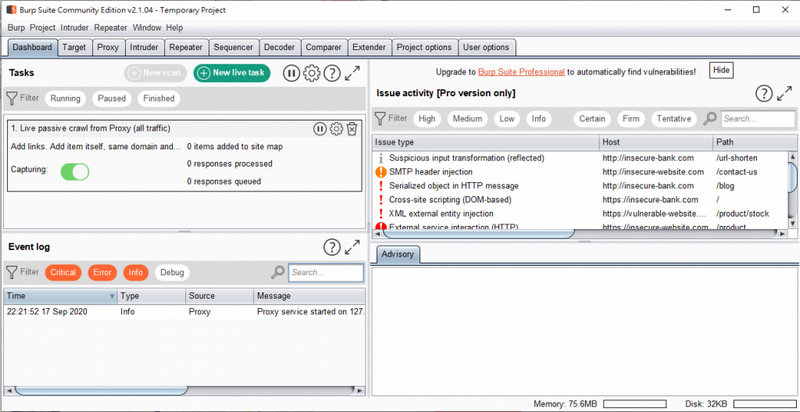 Burp Suite Community Edition v2.1.04 - Temporary Project
Burp Project Intruder Repeater Window Help
Dashboard Target Proxy Intruder Repeater Sequencer Decoder Comparer Extender Project options User options
Tasks
New scan
New live task
Filter Running Paused Finished
1. Live passive crawl from Proxy (all traffic)
Add links. Add item itself, same domain and... 0 items added to site map
Capturing: 0 responses processed
0 responses queued
Event log
Filter Critical Error Info Debug Search...
Time Type Source Message
22:21:52 17 Sep 2020 Info Proxy Proxy service started on 127.
Upgrade to Burp Suite Professional to automatically find vulnerabilities! Hide
Issue activity [Pro version only]
Filter High Medium Low Info Certain Firm Tentative Search...
Issue type Host Path
Suspicious input transformation (reflected) http://insecure-bank.com /url-shorten
SMTP header injection http://insecure-website.com /contact-us
Serialized object in HTTP message http://insecure-bank.com /blog
Cross-site scripting (DOM-based) https://insecure-bank.com /
XML external entity injection https://vulnerable-website.... /product/stock
External service interaction (HTTP) https://insecure-website.com /product
Advisory
Memory: 75.6MB Disk: 32KB